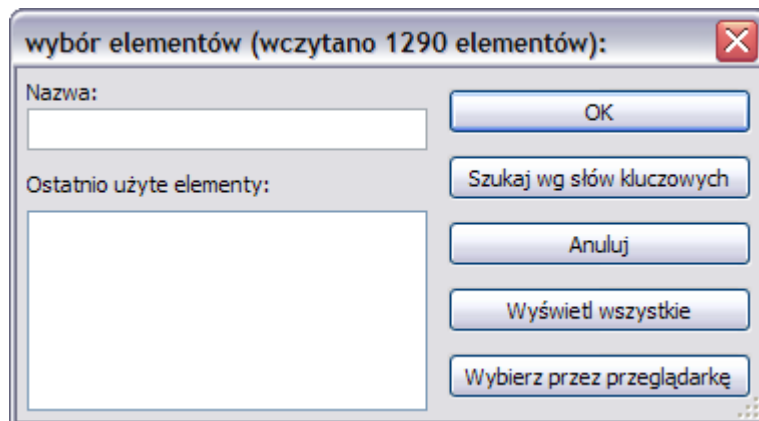 wybór elementów (wczytano 1290 elementów):
Nazwa:
Ostatnio użyte elementy:
OK
Szukaj wg słów kluczowych
Anuluj
Wyświetl wszystkie
Wybierz przez przeglądarkę